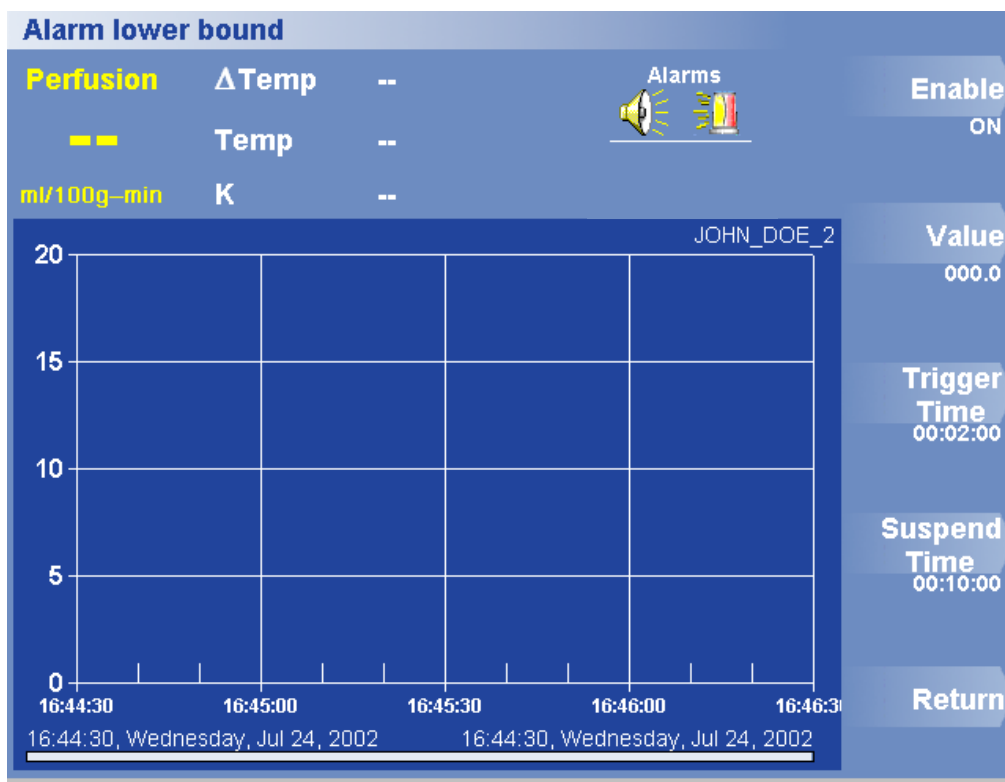 Alarm lower bound
Perfusion
--
ml/100g–min
ΔTemp --
Temp --
K --
Alarms
Enable
ON
Value
000.0
Trigger
Time
00:02:00
Suspend
Time
00:10:00
Return
JOHN_DOE_2
20
15
10
5
0
16:44:30 16:45:00 16:45:30 16:46:00 16:46:3
16:44:30, Wednesday, Jul 24, 2002 16:44:30, Wednesday, Jul 24, 2002